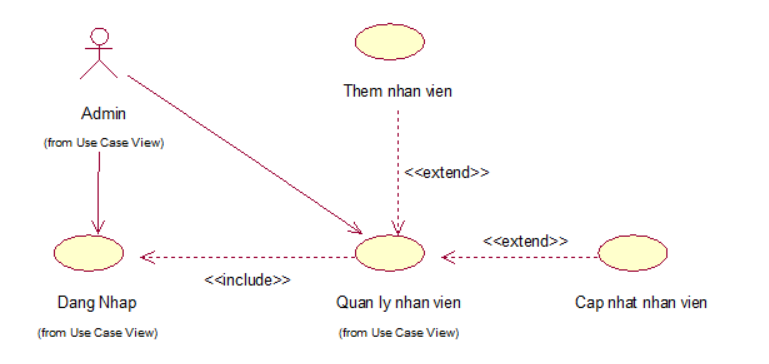 Them nhan vien
Admin
(from Use Case View)
<<extend>>
<<extend>>
<<include>>
Dang Nhap
(from Use Case View)
Quan ly nhan vien
(from Use Case View)
Cap nhat nhan vien